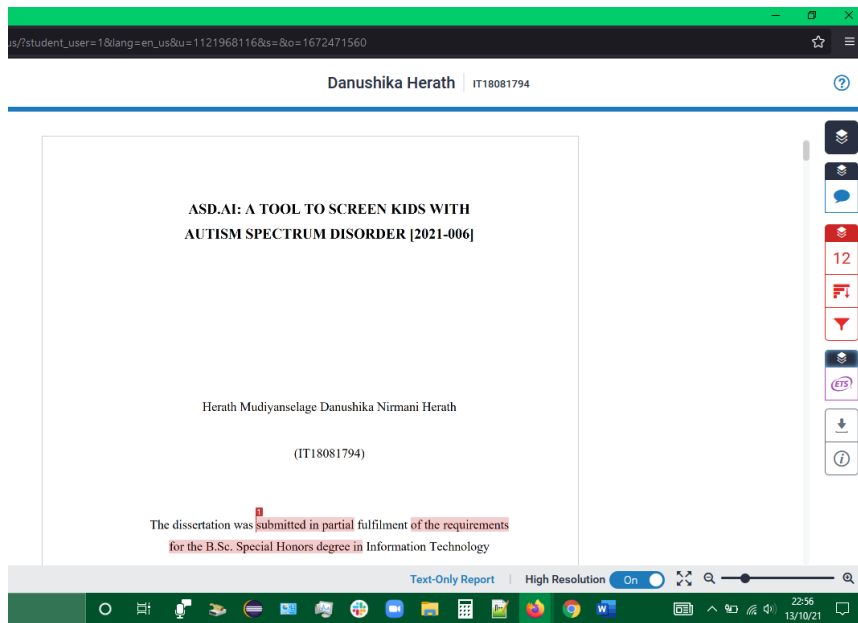 us/?student_user=1&lang=en_us&u=1121968116&s=&o=1672471560
Danushika Herath IT18081794
?
ASD.AI: A TOOL TO SCREEN KIDS WITH
AUTISM SPECTRUM DISORDER [2021-006]
12
ETS
Herath Mudiyanselage Danushika Nirmani Herath
(IT18081794)
i
1
The dissertation was submitted in partial fulfilment of the requirements
for the B.Sc. Special Honors degree in Information Technology
Text-Only Report | High Resolution On
22:56
13/10/21